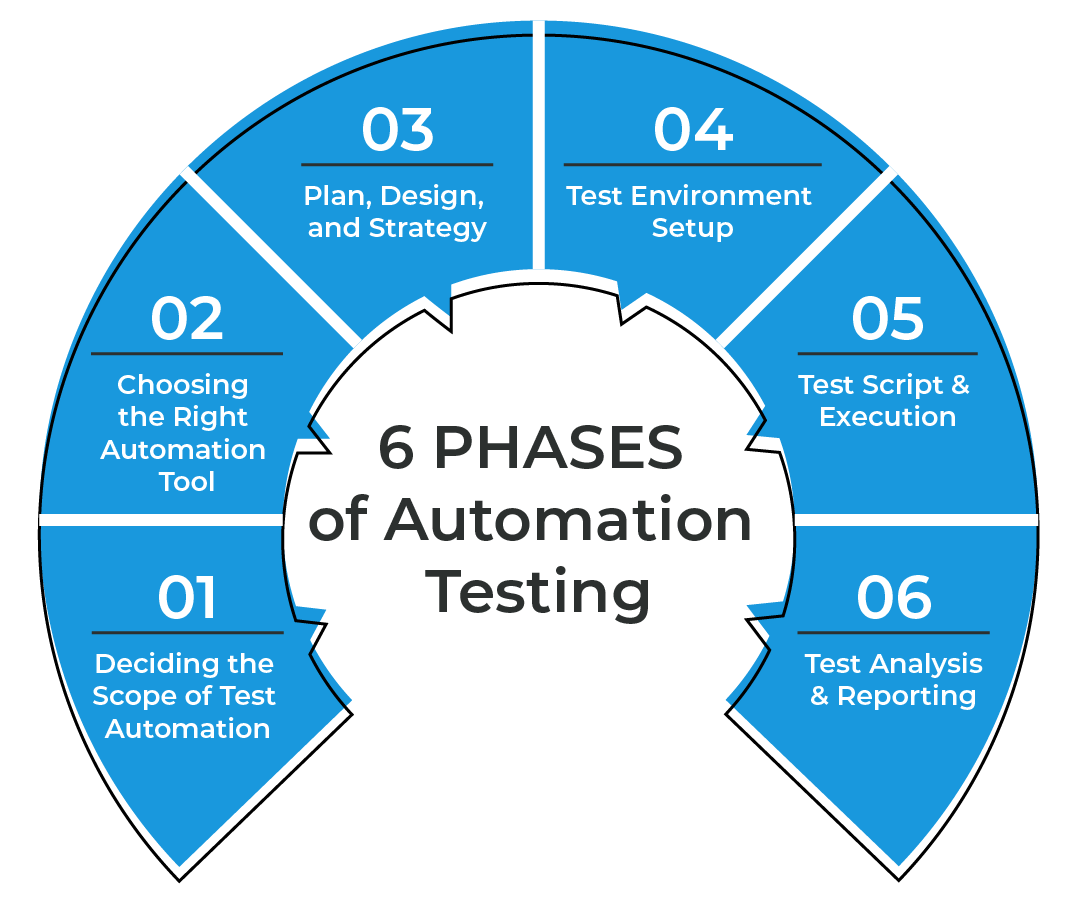 6 PHASES
of Automation
Testing
01
Deciding the
Scope of Test
Automation
02
Choosing
the Right
Automation
Tool
03
Plan, Design,
and Strategy
04
Test Environment
Setup
05
Test Script &
Execution
06
Test Analysis
& Reporting